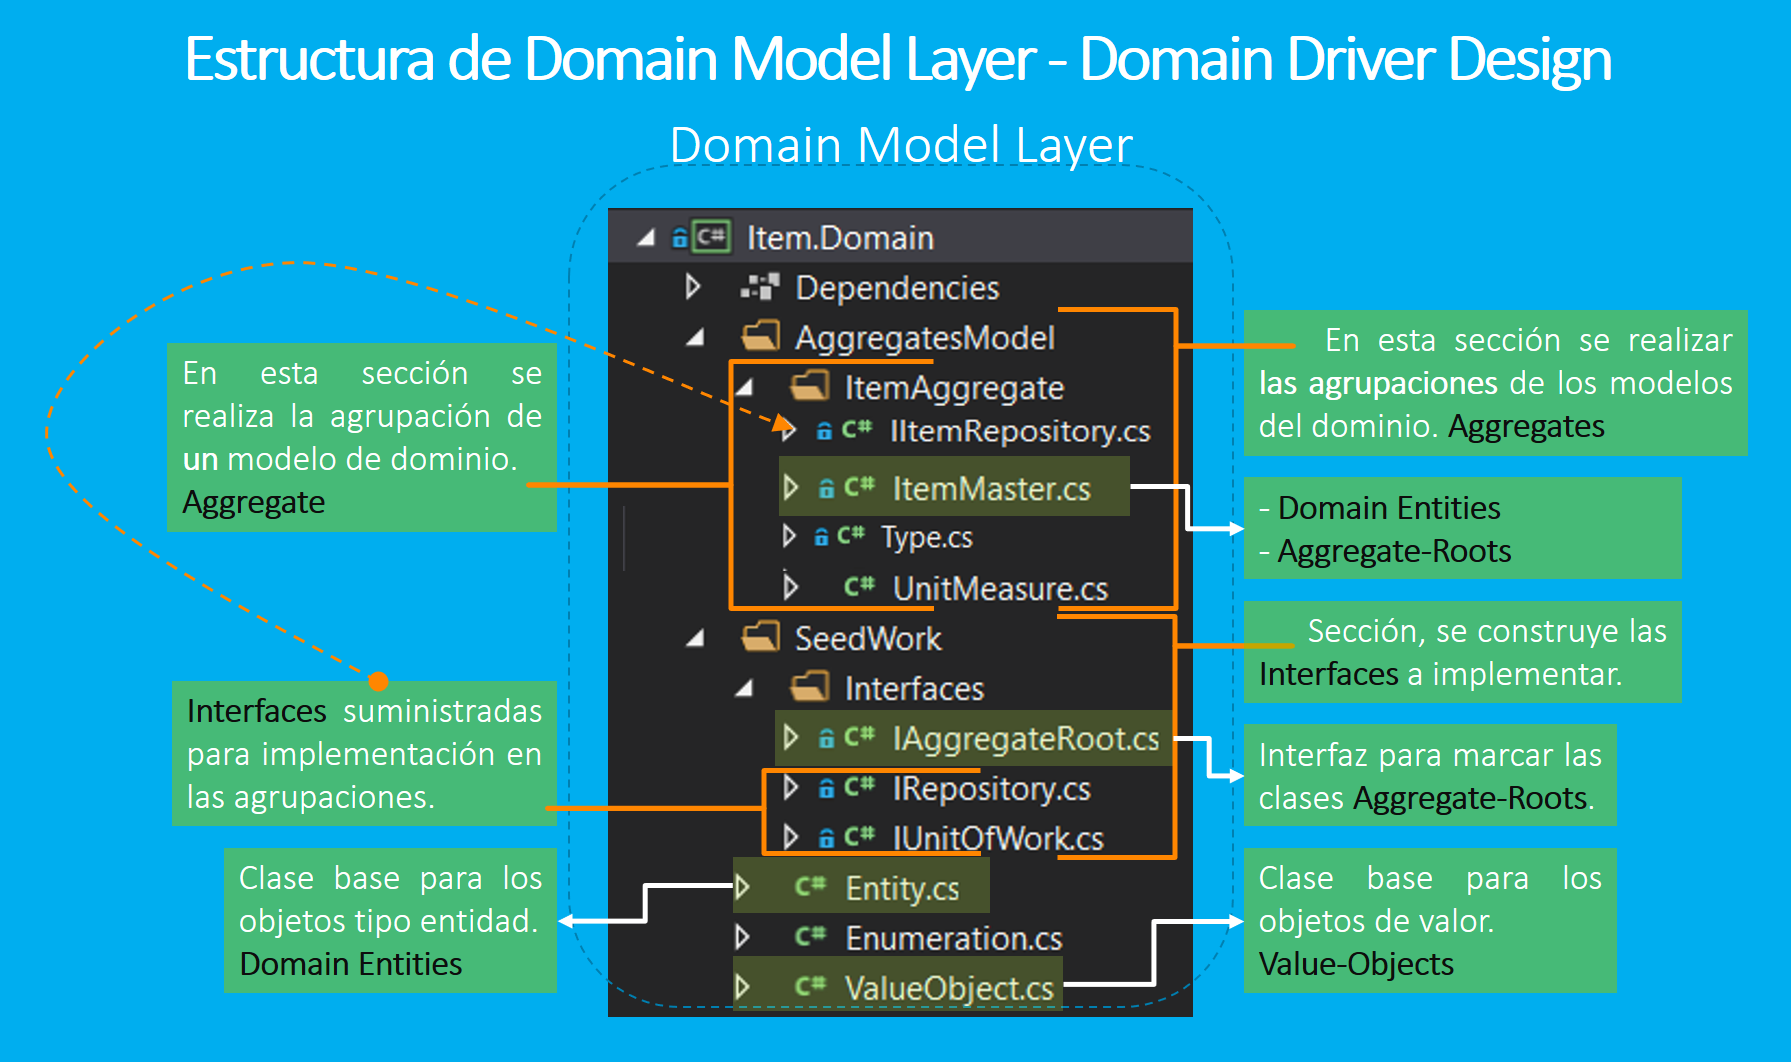 Estructura de Domain Model Layer - Domain Driver Design
Domain Model Layer
C# Item.Domain
Dependencies
AggregatesModel
ItemAggregate
C# IItemRepository.cs
C# ItemMaster.cs
C# Type.cs
C# UnitMeasure.cs
SeedWork
Interfaces
C# IAggregateRoot.cs
C# IRepository.cs
C# IUnitOfWork.cs
C# Entity.cs
C# Enumeration.cs
C# ValueObject.cs
En esta sección se
realiza la agrupación de
un modelo de dominio.
Aggregate
Interfaces suministradas
para implementación en
las agrupaciones.
Clase base para los
objetos tipo entidad.
Domain Entities
En esta sección se realizar
las agrupaciones de los modelos
del dominio. Aggregates
- Domain Entities
- Aggregate-Roots
Sección, se construye las
Interfaces a implementar.
Interfaz para marcar las
clases Aggregate-Roots.
Clase base para los
objetos de valor.
Value-Objects